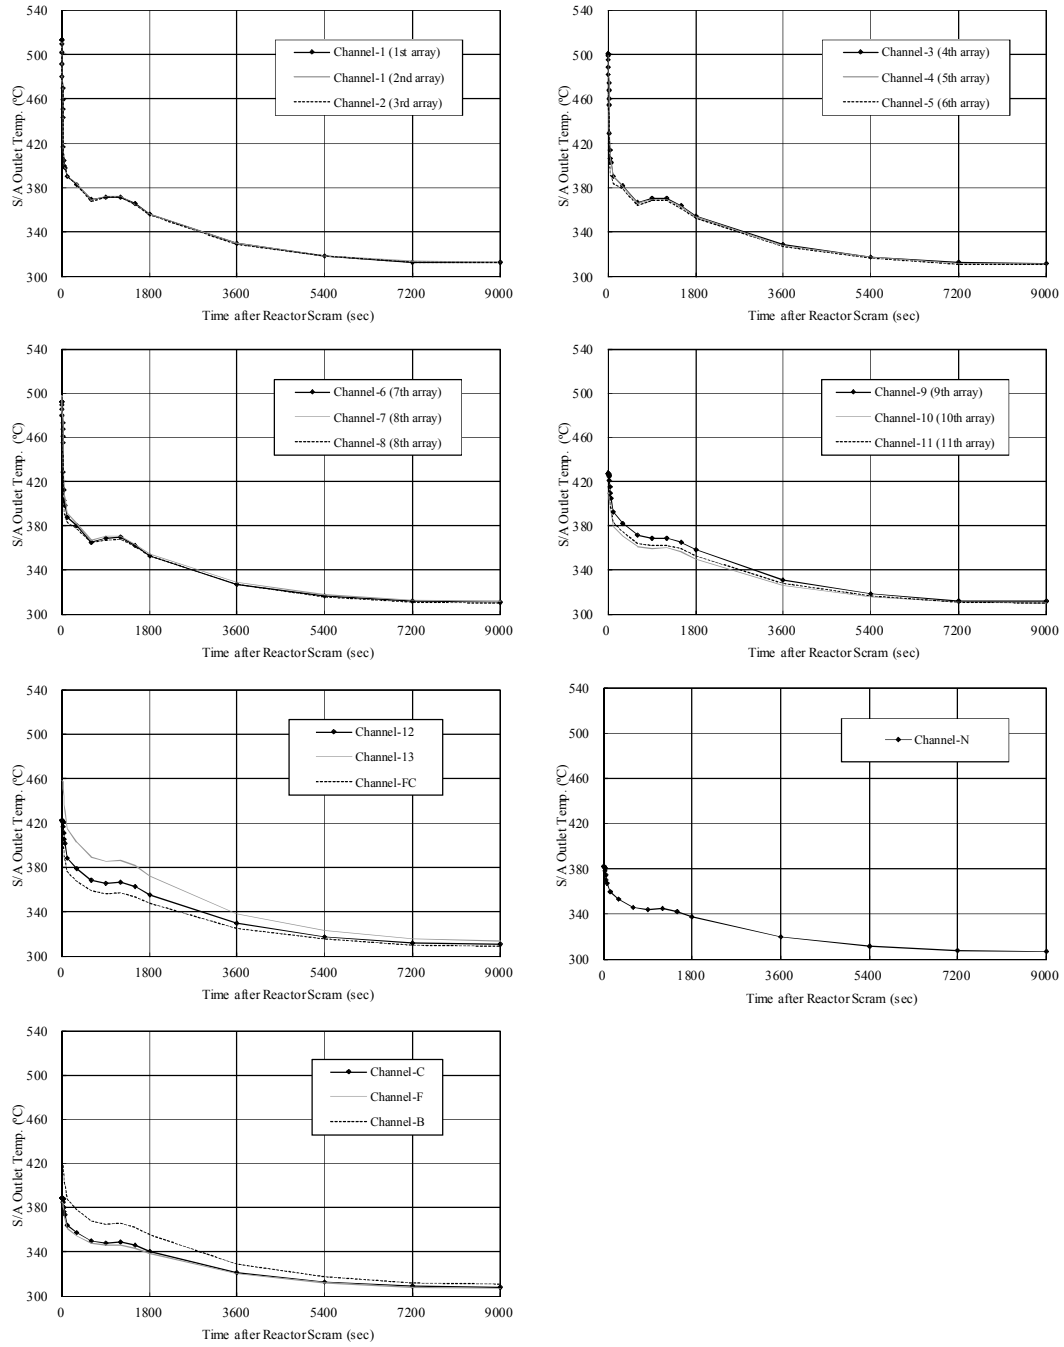 540
500
460
420
380
340
300
S/A Outlet Temp. (ºC)
Channel-1 (1st array)
Channel-1 (2nd array)
Channel-2 (3rd array)
0 1800 3600 5400 7200 9000
Time after Reactor Scram (sec)
540
500
460
420
380
340
300
S/A Outlet Temp. (ºC)
Channel-3 (4th array)
Channel-4 (5th array)
Channel-5 (6th array)
0 1800 3600 5400 7200 9000
Time after Reactor Scram (sec)
540
500
460
420
380
340
300
S/A Outlet Temp. (ºC)
Channel-6 (7th array)
Channel-7 (8th array)
Channel-8 (8th array)
0 1800 3600 5400 7200 9000
Time after Reactor Scram (sec)
540
500
460
420
380
340
300
S/A Outlet Temp. (ºC)
Channel-9 (9th array)
Channel-10 (10th array)
Channel-11 (11th array)
0 1800 3600 5400 7200 9000
Time after Reactor Scram (sec)
540
500
460
420
380
340
300
S/A Outlet Temp. (ºC)
Channel-12
Channel-13
Channel-FC
0 1800 3600 5400 7200 9000
Time after Reactor Scram (sec)
540
500
460
420
380
340
300
S/A Outlet Temp. (ºC)
Channel-N
0 1800 3600 5400 7200 9000
Time after Reactor Scram (sec)
540
500
460
420
380
340
300
S/A Outlet Temp. (ºC)
Channel-C
Channel-F
Channel-B
0 1800 3600 5400 7200 9000
Time after Reactor Scram (sec)